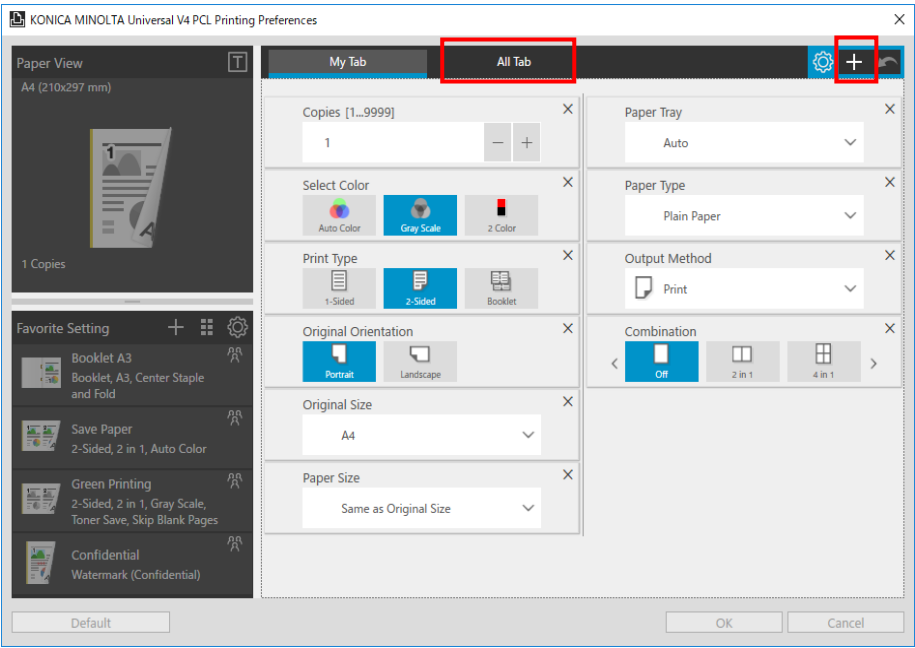 KONICA MINOLTA Universal V4 PCL Printing Preferences
Paper View
T
A4 (210x297 mm)
1
1 Copies
Favorite Setting
Booklet A3
Booklet, A3, Center Staple
and Fold
Save Paper
2-Sided, 2 in 1, Auto Color
Green Printing
2-Sided, 2 in 1, Gray Scale,
Toner Save, Skip Blank Pages
Confidential
Watermark (Confidential)
My Tab
All Tab
Copies [1...9999]
1
Select Color
Auto Color
Gray Scale
2 Color
Print Type
1-Sided
2-Sided
Booklet
Original Orientation
Portrait
Landscape
Original Size
A4
Paper Size
Same as Original Size
Paper Tray
Auto
Paper Type
Plain Paper
Output Method
Print
Combination
Off
2 in 1
4 in 1
Default
OK
Cancel